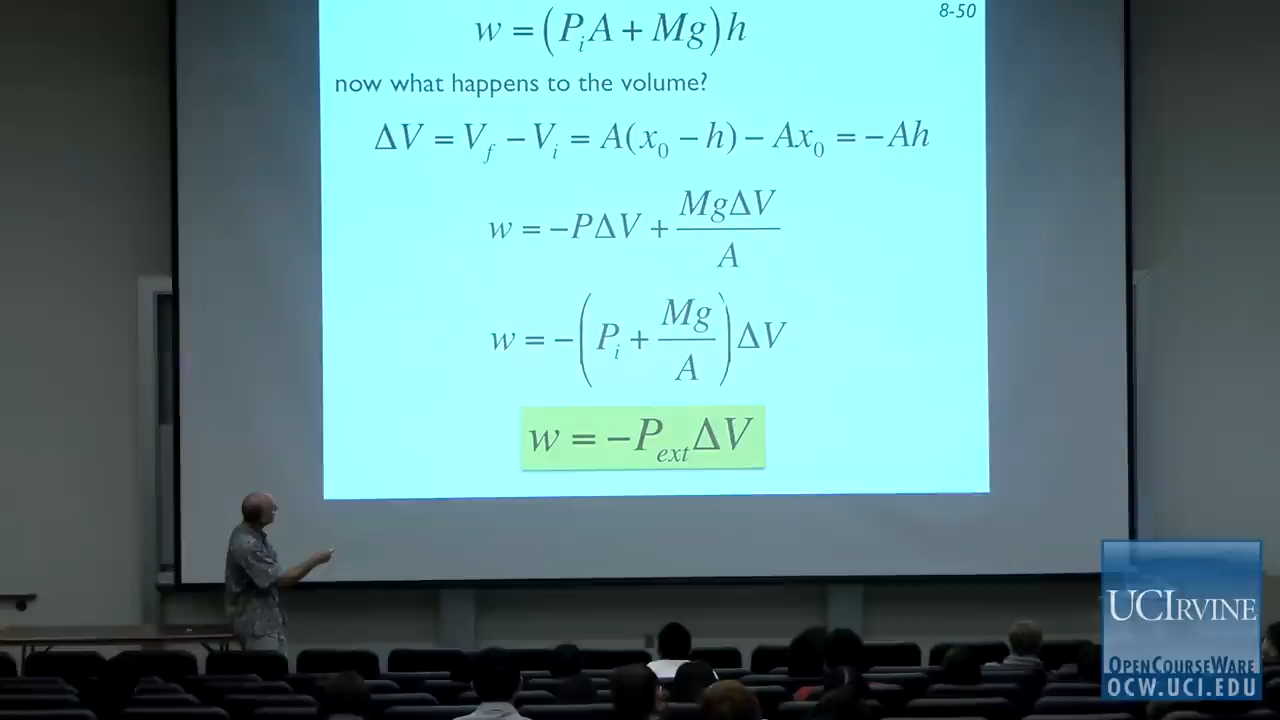 w = (P_i A + Mg)h
8-50
now what happens to the volume?
ΔV = V_f − V_i = A(x_0 − h) − Ax_0 = −Ah
w = −PΔV + MgΔV / A
w = −(P_i + Mg / A)ΔV
w = −P_ext ΔV
UCIRVINE
OPENCOURSEWARE
OCW.UCI.EDU